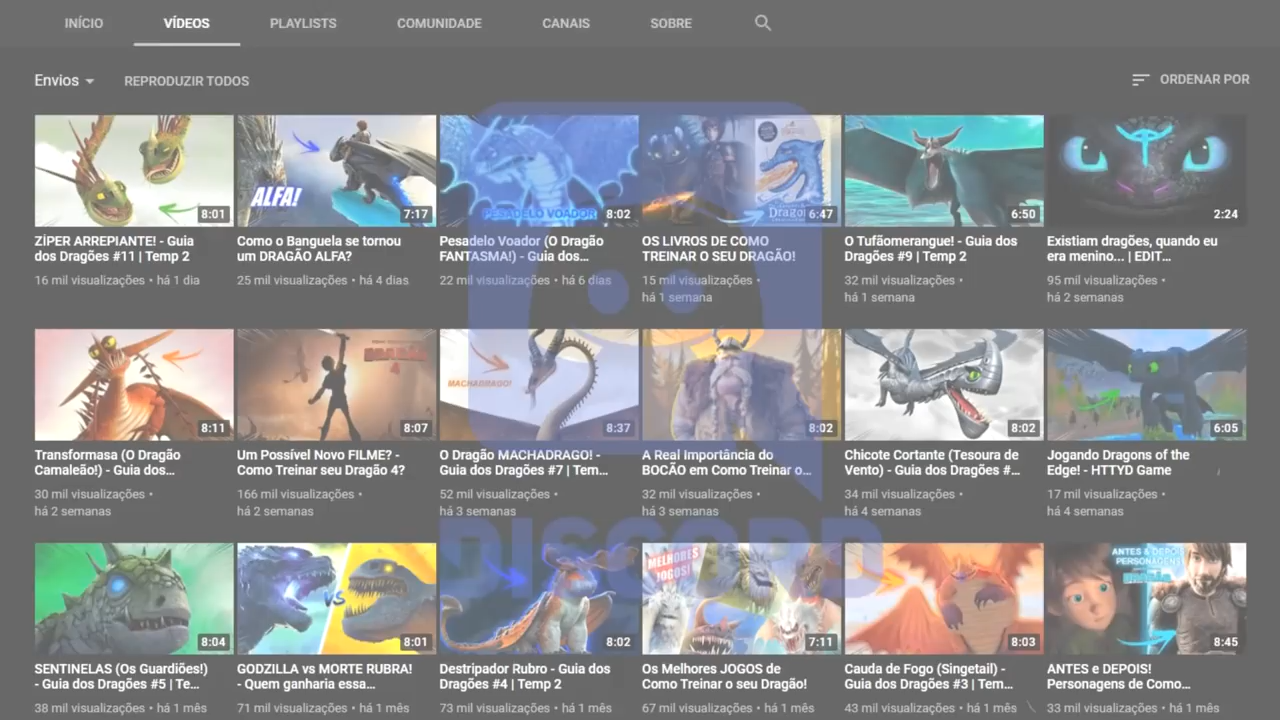 INÍCIO VÍDEOS PLAYLISTS COMUNIDADE CANAIS SOBRE
Envios REPRODUZIR TODOS ORDENAR POR
ALFA!
PESADELO VOADOR
Dragon
8:01 7:17 8:02 6:47 6:50 2:24
ZÍPER ARREPIANTE! - Guia
dos Dragões #11 | Temp 2
16 mil visualizações • há 1 dia
Como o Banguela se tornou
um DRAGÃO ALFA?
25 mil visualizações • há 4 dias
Pesadelo Voador (O Dragão
FANTASMA!) - Guia dos...
22 mil visualizações • há 6 dias
OS LIVROS DE COMO
TREINAR O SEU DRAGÃO!
15 mil visualizações •
há 1 semana
O Tufãomerangue! - Guia dos
Dragões #9 | Temp 2
32 mil visualizações •
há 1 semana
Existiam dragões, quando eu
era menino... | EDIT...
95 mil visualizações •
há 2 semanas
MACHADRAGO!
8:11 8:07 8:37 8:02 8:02 6:05
Transformasa (O Dragão
Camaleão!) - Guia dos...
30 mil visualizações •
há 2 semanas
Um Possível Novo FILME? -
Como Treinar seu Dragão 4?
166 mil visualizações •
há 2 semanas
O Dragão MACHADRAGO! -
Guia dos Dragões #7 | Tem...
52 mil visualizações •
há 3 semanas
A Real Importância do
BOCÃO em Como Treinar o...
32 mil visualizações •
há 3 semanas
Chicote Cortante (Tesoura de
Vento) - Guia dos Dragões #...
34 mil visualizações •
há 4 semanas
Jogando Dragons of the
Edge! - HTTYD Game
17 mil visualizações •
há 4 semanas
DISCORD
VS
MELHORES
JOGOS!
ANTES & DEPOIS
PERSONAGENS
8:04 8:01 8:02 7:11 8:03 8:45
SENTINELAS (Os Guardiões!)
- Guia dos Dragões #5 | Te...
38 mil visualizações • há 1 mês
GODZILLA vs MORTE RUBRA!
- Quem ganharia essa...
71 mil visualizações • há 1 mês
Destripador Rubro - Guia dos
Dragões #4 | Temp 2
73 mil visualizações • há 1 mês
Os Melhores JOGOS de
Como Treinar o seu Dragão!
67 mil visualizações • há 1 mês
Cauda de Fogo (Singetail) -
Guia dos Dragões #3 | Tem...
43 mil visualizações • há 1 mês
ANTES e DEPOIS!
Personagens de Como...
33 mil visualizações • há 1 mês